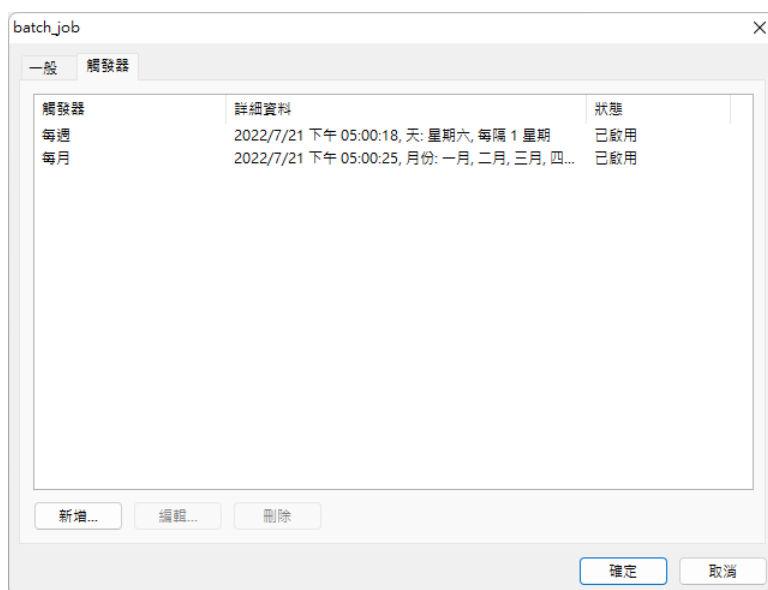 batch_job
一般 觸發器
觸發器 詳細資料 狀態
每週 2022/7/21 下午 05:00:18, 天: 星期六, 每隔 1 星期 已啟用
每月 2022/7/21 下午 05:00:25, 月份: 一月, 二月, 三月, 四... 已啟用
新增... 編輯... 刪除
確定 取消